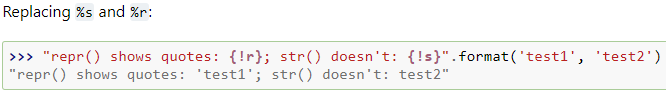 Replacing %s and %r:
>>> "repr() shows quotes: {!r}; str() doesn't: {!s}".format('test1', 'test2')
"repr() shows quotes: 'test1'; str() doesn't: test2"